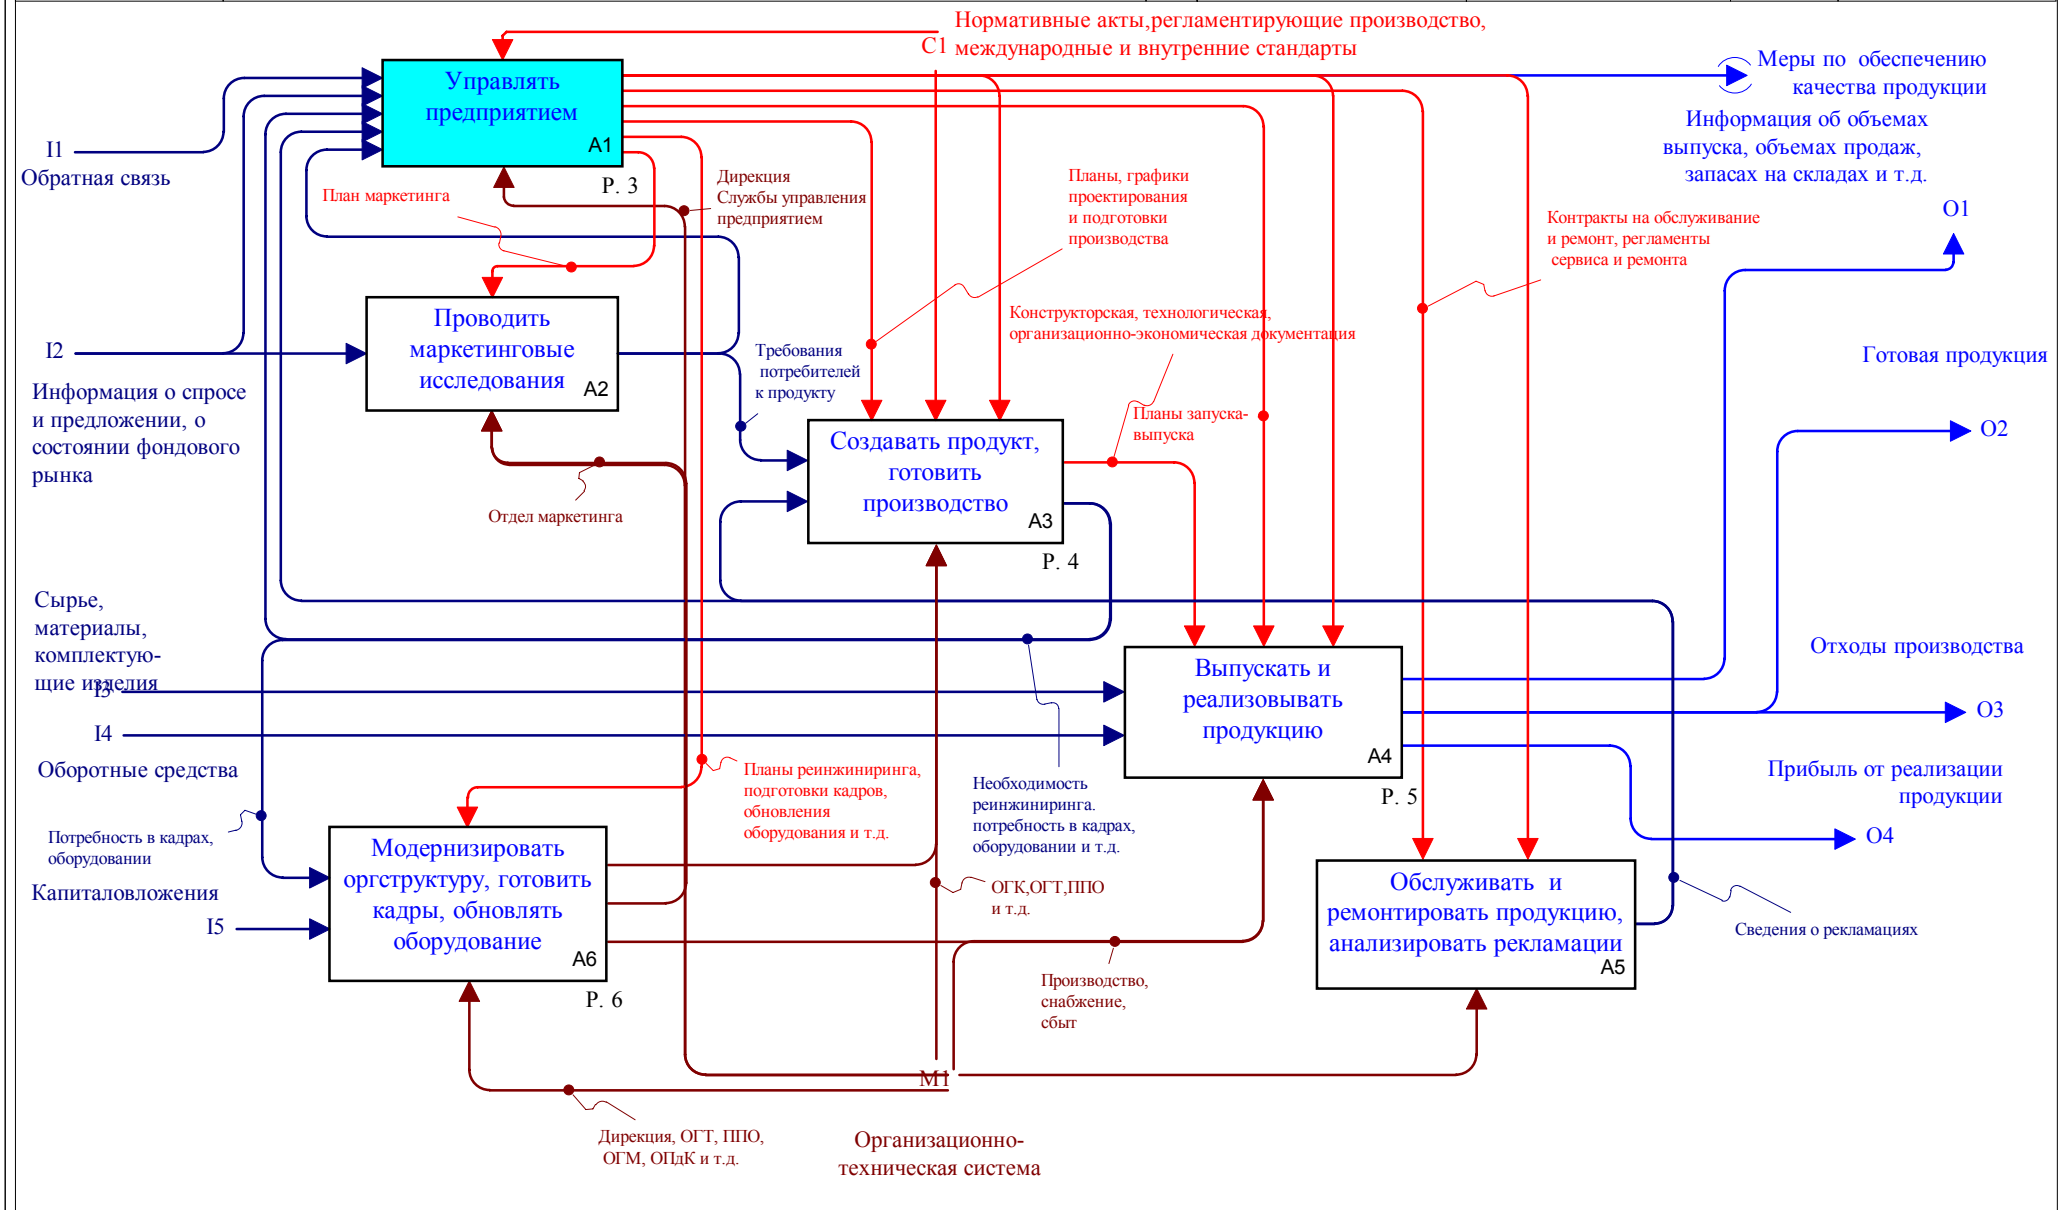 Нормативные акты,регламентирующие производство,
C1 международные и внутренние стандарты
Управлять
предприятием
A1
P. 3
Меры по обеспечению
качества продукции
Информация об объемах
выпуска, объемах продаж,
запасах на складах и т.д.
O1
I1
Обратная связь
План маркетинга
Дирекция
Службы управления
предприятием
Планы, графики
проектирования
и подготовки
производства
Контракты на обслуживание
и ремонт, регламенты
сервиса и ремонта
Проводить
маркетинговые
исследования
A2
I2
Информация о спросе
и предложении, о
состоянии фондового
рынка
Конструкторская, технологическая,
организационно-экономическая документация
Требования
потребителей
к продукту
Планы запуска-
выпуска
Готовая продукция
O2
Создавать продукт,
готовить
производство
A3
P. 4
Отдел маркетинга
Сырье,
материалы,
комплектую-
щие изделия
I3
I4
Оборотные средства
Выпускать и
реализовывать
продукцию
A4
P. 5
Отходы производства
O3
Прибыль от реализации
продукции
O4
Планы реинжиниринга,
подготовки кадров,
обновления
оборудования и т.д.
Необходимость
реинжиниринга.
потребность в кадрах,
оборудовании и т.д.
Потребность в кадрах,
оборудовании
Капиталовложения
I5
Модернизировать
оргструктуру, готовить
кадры, обновлять
оборудование
A6
P. 6
ОГК,ОГТ,ППО
и т.д.
Обслуживать и
ремонтировать продукцию,
анализировать рекламации
A5
Сведения о рекламациях
Производство,
снабжение,
сбыт
M1
Дирекция, ОГТ, ППО,
ОГМ, ОПдК и т.д.
Организационно-
техническая система